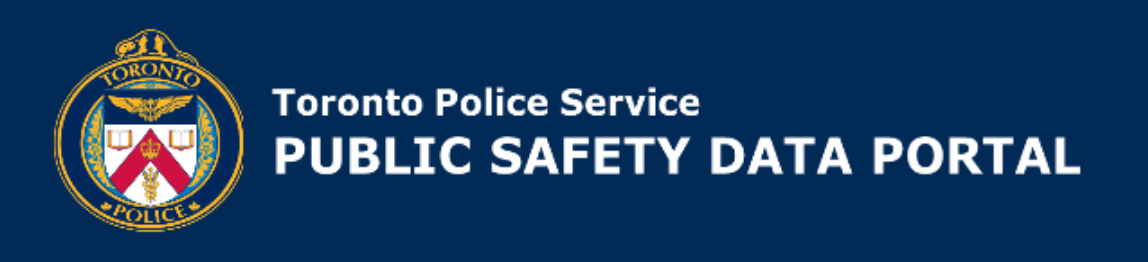 TORONTO
POLICE
Toronto Police Service
PUBLIC SAFETY DATA PORTAL